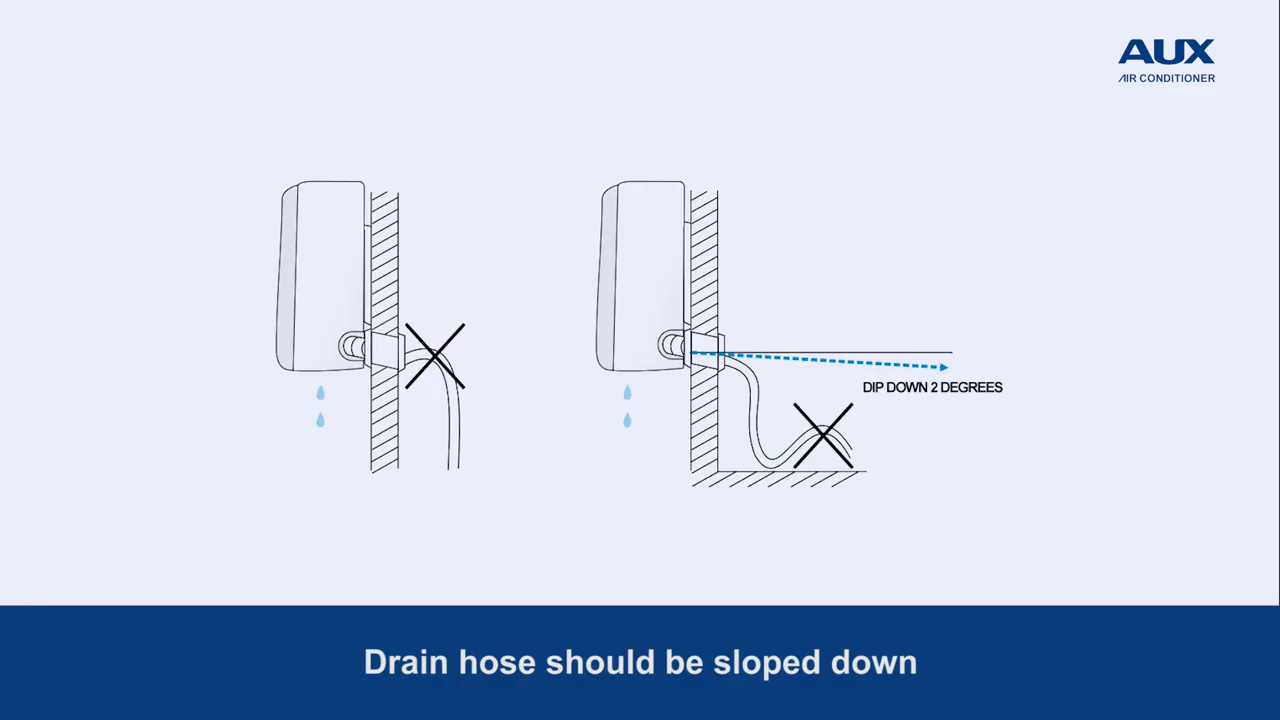 AUX
AIR CONDITIONER
DIP DOWN 2 DEGREES
Drain hose should be sloped down